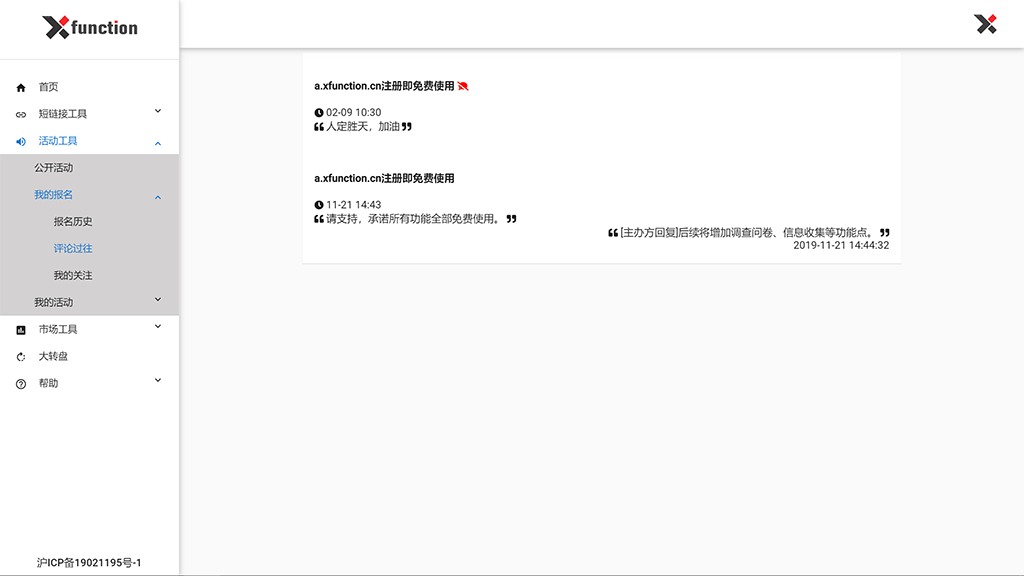 Xfunction
首页
短链接工具
活动工具
公开活动
我的报名
报名历史
评论过往
我的关注
我的活动
市场工具
大转盘
帮助
沪ICP备19021195号-1
a.xfunction.cn注册即免费使用
02-09 10:30
❝人定胜天，加油❞
a.xfunction.cn注册即免费使用
11-21 14:43
❝请支持，承诺所有功能全部免费使用。❞
❝[主办方回复]后续将增加调查问卷、信息收集等功能点。❞
2019-11-21 14:44:32